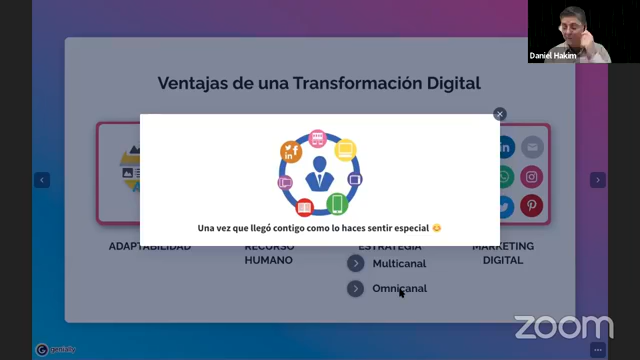 Daniel Hakim
Ventajas de una Transformación Digital
Una vez que llegó contigo como lo haces sentir especial
ADAPTABILIDAD
RECURSO
HUMANO
ESTRATEGIA
Multicanal
Omnicanal
MARKETING
DIGITAL
genially
zoom